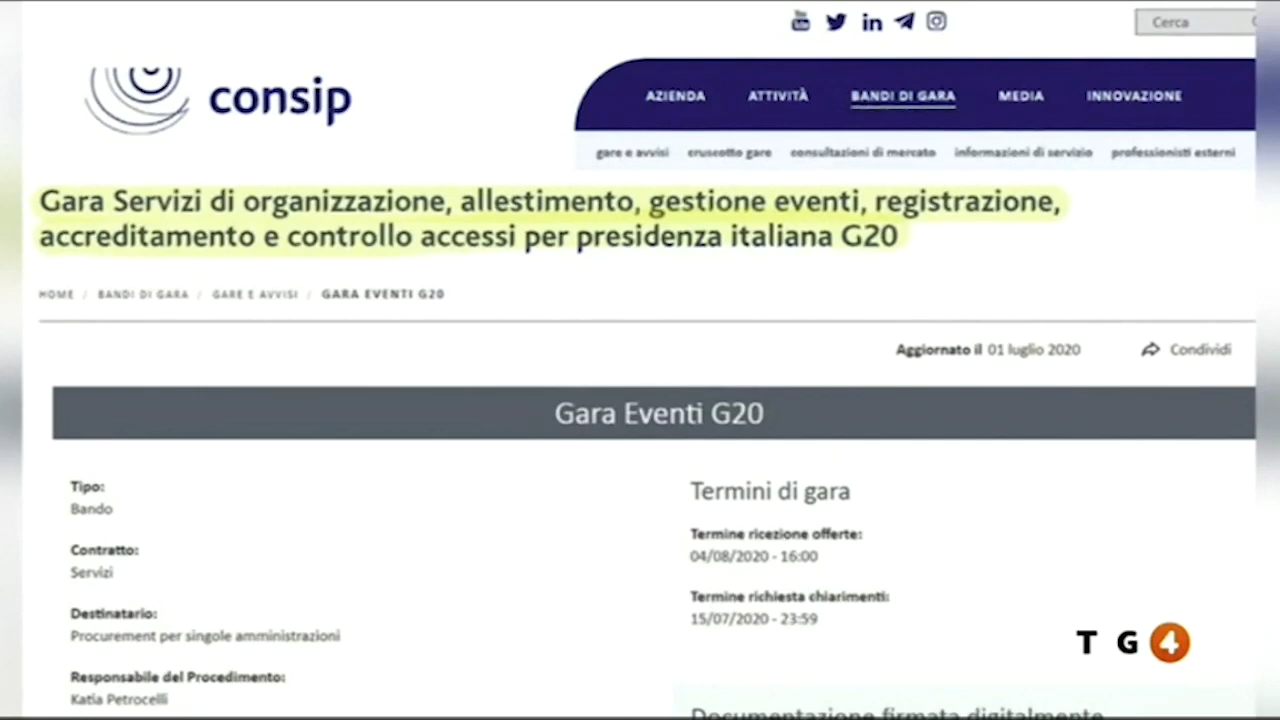 You
Cerca
consip
AZIENDA ATTIVITÀ BANDI DI GARA MEDIA INNOVAZIONE
gare e avvisi cruscotto gare consultazioni di mercato informazioni di servizio professionisti esterni
Gara Servizi di organizzazione, allestimento, gestione eventi, registrazione,
accreditamento e controllo accessi per presidenza italiana G20
HOME / BANDI DI GARA / GARE E AVVISI / GARA EVENTI G20
Aggiornato il 01 luglio 2020 Condividi
Gara Eventi G20
Tipo:
Bando
Contratto:
Servizi
Destinatario:
Procurement per singole amministrazioni
Responsabile del Procedimento:
Katia Petrocelli
Termini di gara
Termine ricezione offerte:
04/08/2020 - 16:00
Termine richiesta chiarimenti:
15/07/2020 - 23:59
Documentazione firmata digitalmente
TG4